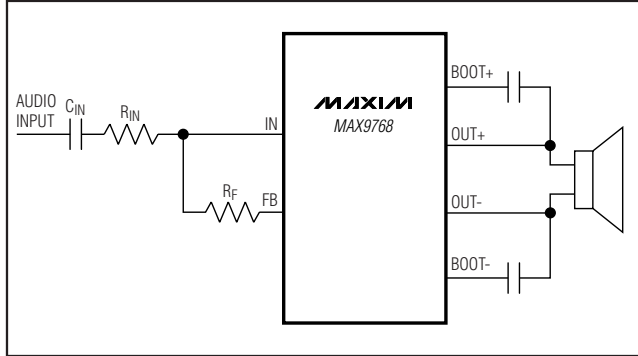 AUDIO
INPUT
CIN
RIN
RF
IN
FB
MAXIM
MAX9768
BOOT+
OUT+
OUT-
BOOT-